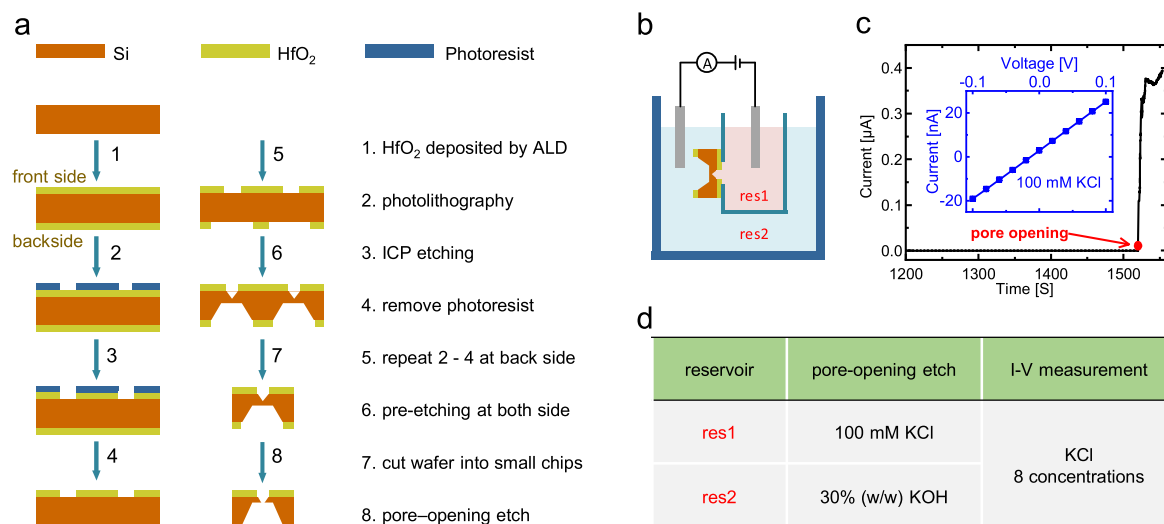 a
Si
HfO2
Photoresist
1
front side
backside
2
3
4
5
6
7
8
1. HfO2 deposited by ALD
2. photolithography
3. ICP etching
4. remove photoresist
5. repeat 2 - 4 at back side
6. pre-etching at both side
7. cut wafer into small chips
8. pore–opening etch
b
A
res1
res2
c
Voltage [V]
-0.1 0.0 0.1
20
0
-20
Current [nA]
100 mM KCl
pore opening
0.4
0.3
0.2
0.1
0.0
Current [µA]
1200 1300 1400 1500
Time [S]
d
reservoir pore-opening etch I-V measurement
res1 100 mM KCl
KCl
8 concentrations
res2 30% (w/w) KOH